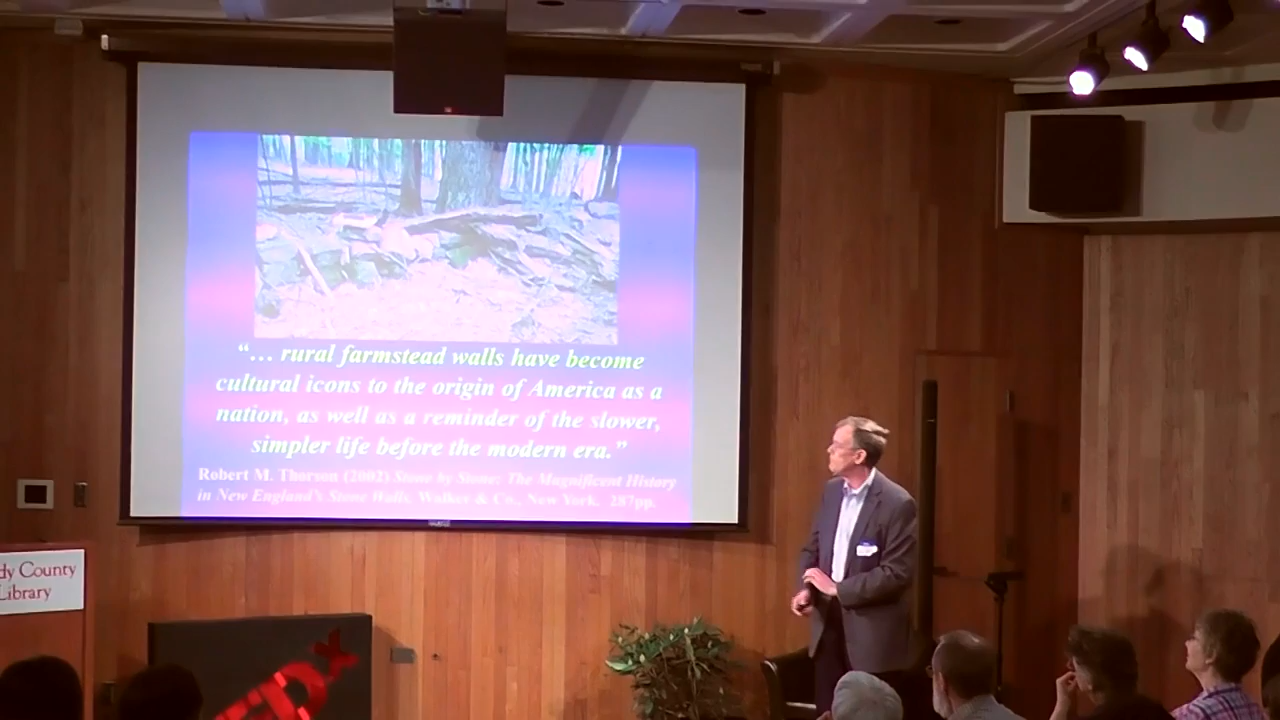 “… rural farmstead walls have become
cultural icons to the origin of America as a
nation, as well as a reminder of the slower,
simpler life before the modern era.”
Robert M. Thorson (2002) Stone by Stone: The Magnificent History
in New England's Stone Walls. Walker & Co., New York. 287pp.
dy County
Library